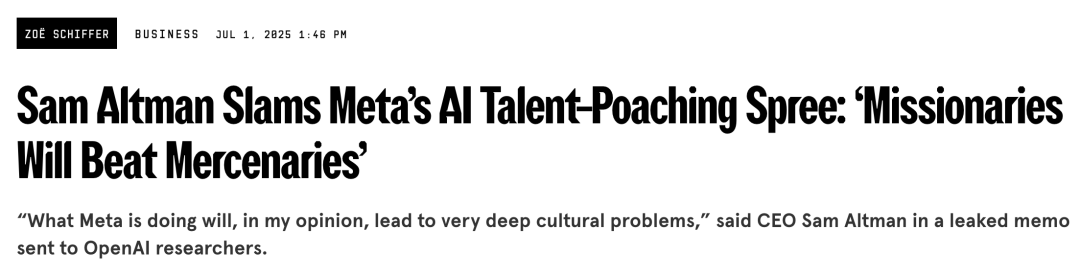 ZOË SCHIFFER BUSINESS JUL 1, 2025 1:46 PM
Sam Altman Slams Meta’s AI Talent-Poaching Spree: ‘Missionaries
Will Beat Mercenaries’
“What Meta is doing will, in my opinion, lead to very deep cultural problems,” said CEO Sam Altman in a leaked memo
sent to OpenAI researchers.